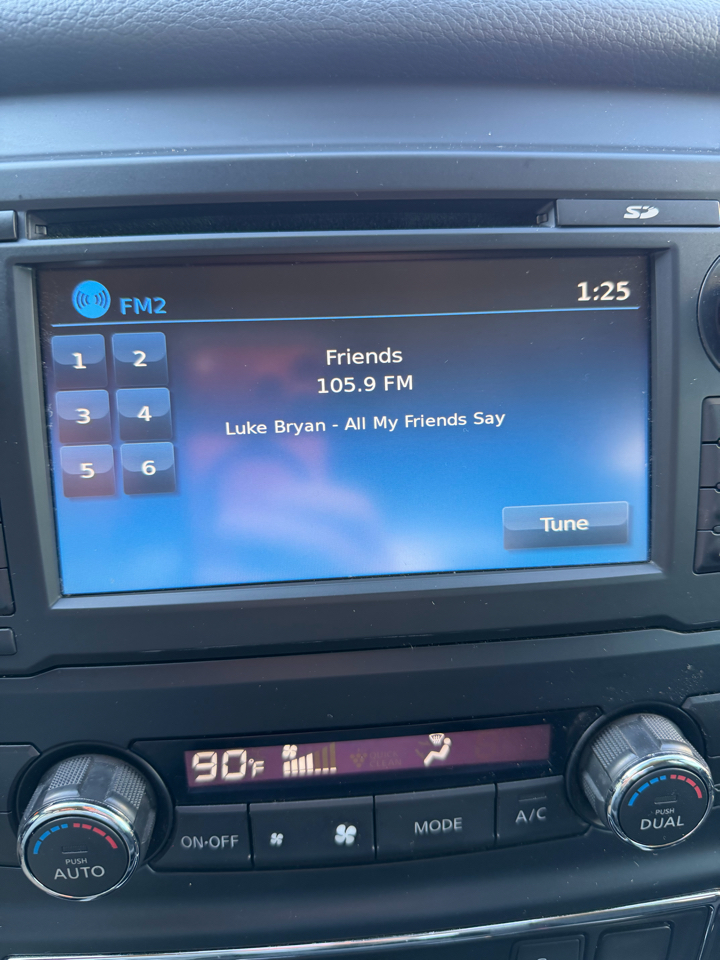 SD
FM2
1:25
1 2
3 4
5 6
Friends
105.9 FM
Luke Bryan - All My Friends Say
Tune
90°F
CLEAN
PUSH
AUTO
ON·OFF
MODE
A/C
PUSH
DUAL